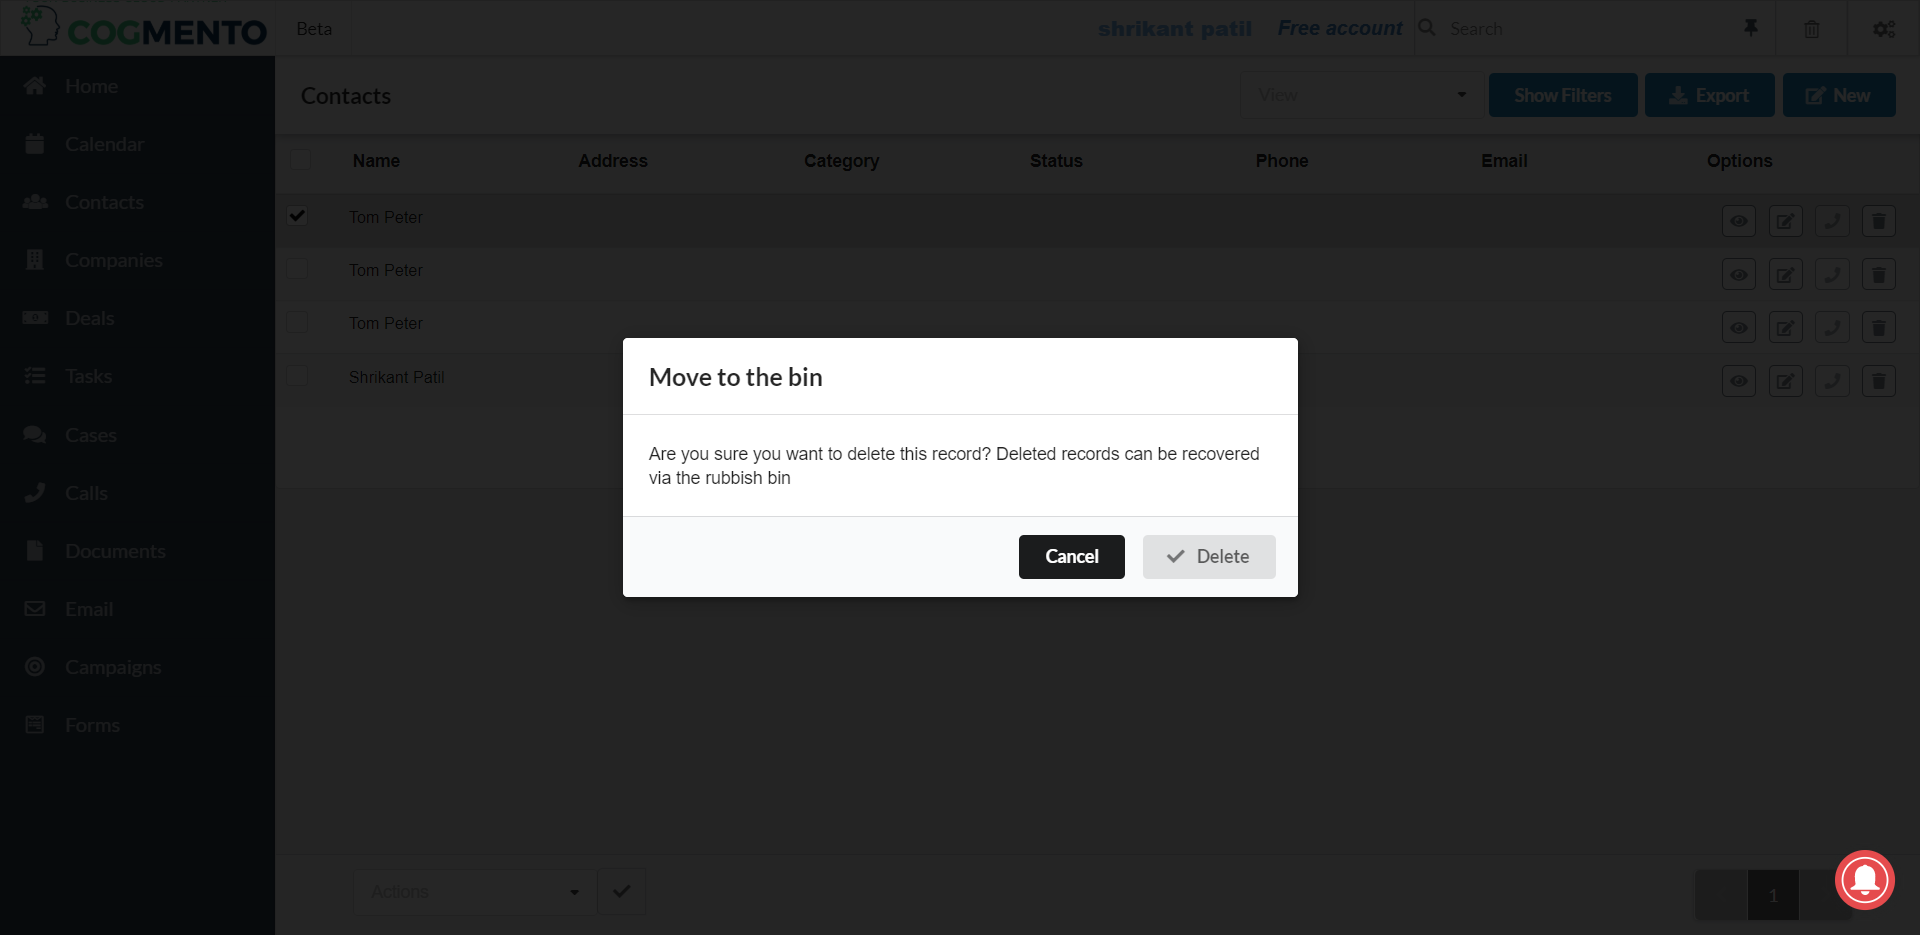 COGMENTO
Beta
shrikant patil
Free account
Search
Home
Calendar
Contacts
Companies
Deals
Tasks
Cases
Calls
Documents
Email
Campaigns
Forms
Contacts
View
Show Filters
Export
New
Name Address Category Status Phone Email Options
Tom Peter
Tom Peter
Tom Peter
Shrikant Patil
Move to the bin
Are you sure you want to delete this record? Deleted records can be recovered
via the rubbish bin
Cancel
Delete
Actions
1